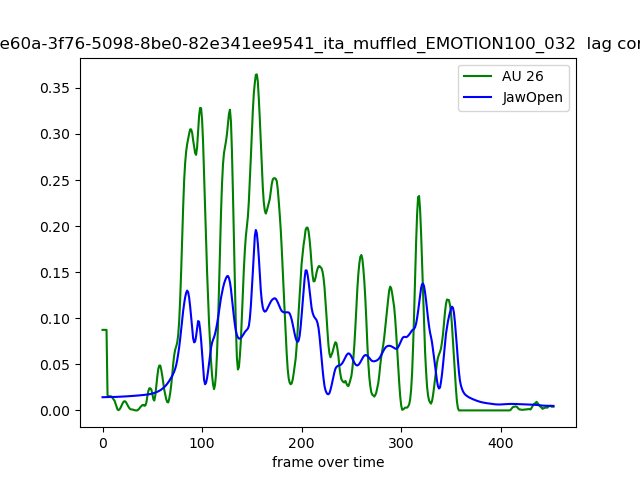 e60a-3f76-5098-8be0-82e341ee9541_ita_muffled_EMOTION100_032 lag cor
AU 26
JawOpen
0.35
0.30
0.25
0.20
0.15
0.10
0.05
0.00
0 100 200 300 400
frame over time